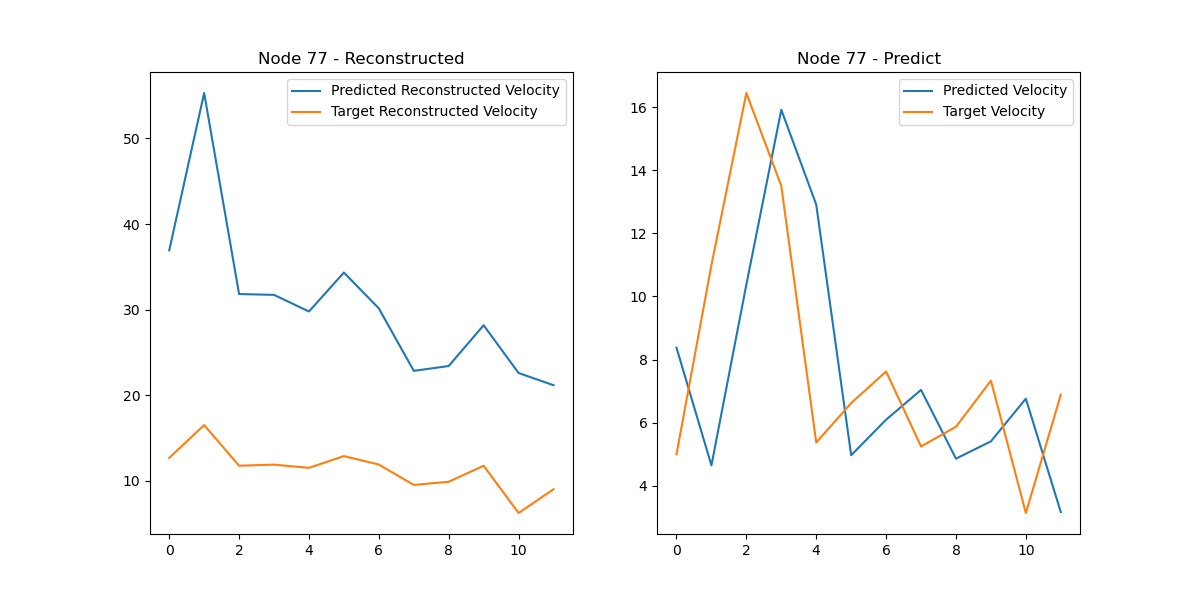 Node 77 - Reconstructed
Predicted Reconstructed Velocity
Target Reconstructed Velocity
50
40
30
20
10
0 2 4 6 8 10
Node 77 - Predict
Predicted Velocity
Target Velocity
16
14
12
10
8
6
4
0 2 4 6 8 10